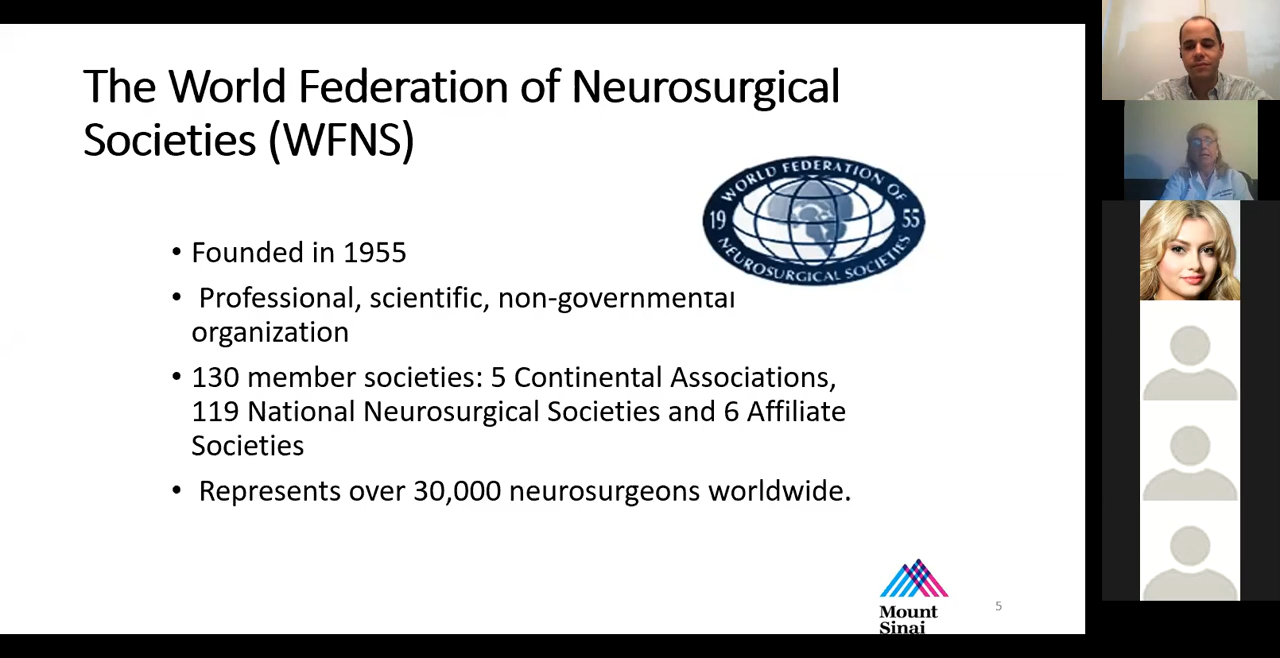 The World Federation of Neurosurgical
Societies (WFNS)
WORLD FEDERATION OF
19 55
NEUROSURGICAL SOCIETIES
• Founded in 1955
• Professional, scientific, non-governmental
organization
• 130 member societies: 5 Continental Associations,
119 National Neurosurgical Societies and 6 Affiliate
Societies
• Represents over 30,000 neurosurgeons worldwide.
Mount
Sinai
5